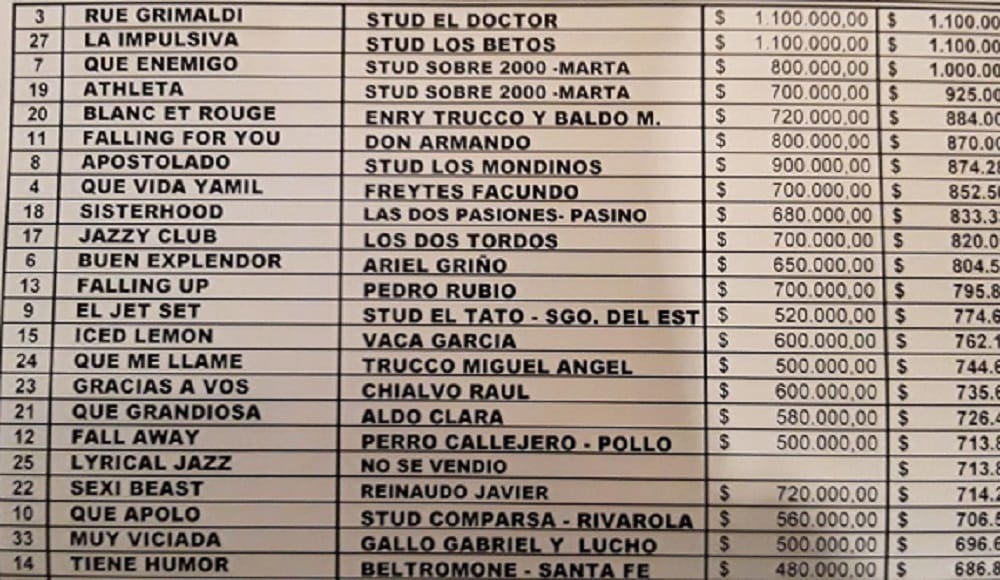 3 RUE GRIMALDI STUD EL DOCTOR $ 1.100.000,00 $ 1.100.00
27 LA IMPULSIVA STUD LOS BETOS $ 1.100.000,00 $ 1.100.00
7 QUE ENEMIGO STUD SOBRE 2000 -MARTA $ 800.000,00 $ 1.000.00
19 ATHLETA STUD SOBRE 2000 -MARTA $ 700.000,00 $ 925.00
20 BLANC ET ROUGE ENRY TRUCCO Y BALDO M. $ 720.000,00 $ 884.00
11 FALLING FOR YOU DON ARMANDO $ 800.000,00 $ 870.00
8 APOSTOLADO STUD LOS MONDINOS $ 900.000,00 $ 874.28
4 QUE VIDA YAMIL FREYTES FACUNDO $ 700.000,00 $ 852.50
18 SISTERHOOD LAS DOS PASIONES- PASINO $ 680.000,00 $ 833.3
17 JAZZY CLUB LOS DOS TORDOS $ 700.000,00 $ 820.0
6 BUEN EXPLENDOR ARIEL GRIÑO $ 650.000,00 $ 804.5
13 FALLING UP PEDRO RUBIO $ 700.000,00 $ 795.8
9 EL JET SET STUD EL TATO - SGO. DEL EST $ 520.000,00 $ 774.6
15 ICED LEMON VACA GARCIA $ 600.000,00 $ 762.1
24 QUE ME LLAME TRUCCO MIGUEL ANGEL $ 500.000,00 $ 744.6
23 GRACIAS A VOS CHIALVO RAUL $ 600.000,00 $ 735.6
21 QUE GRANDIOSA ALDO CLARA $ 580.000,00 $ 726.4
12 FALL AWAY PERRO CALLEJERO - POLLO $ 500.000,00 $ 713.8
25 LYRICAL JAZZ NO SE VENDIO $ 713.8
22 SEXI BEAST REINAUDO JAVIER $ 720.000,00 $ 714.2
10 QUE APOLO STUD COMPARSA - RIVAROLA $ 560.000,00 $ 706.5
33 MUY VICIADA GALLO GABRIEL Y LUCHO $ 500.000,00 $ 696.6
14 TIENE HUMOR BELTROMONE - SANTA FE $ 480.000,00 $ 686.8